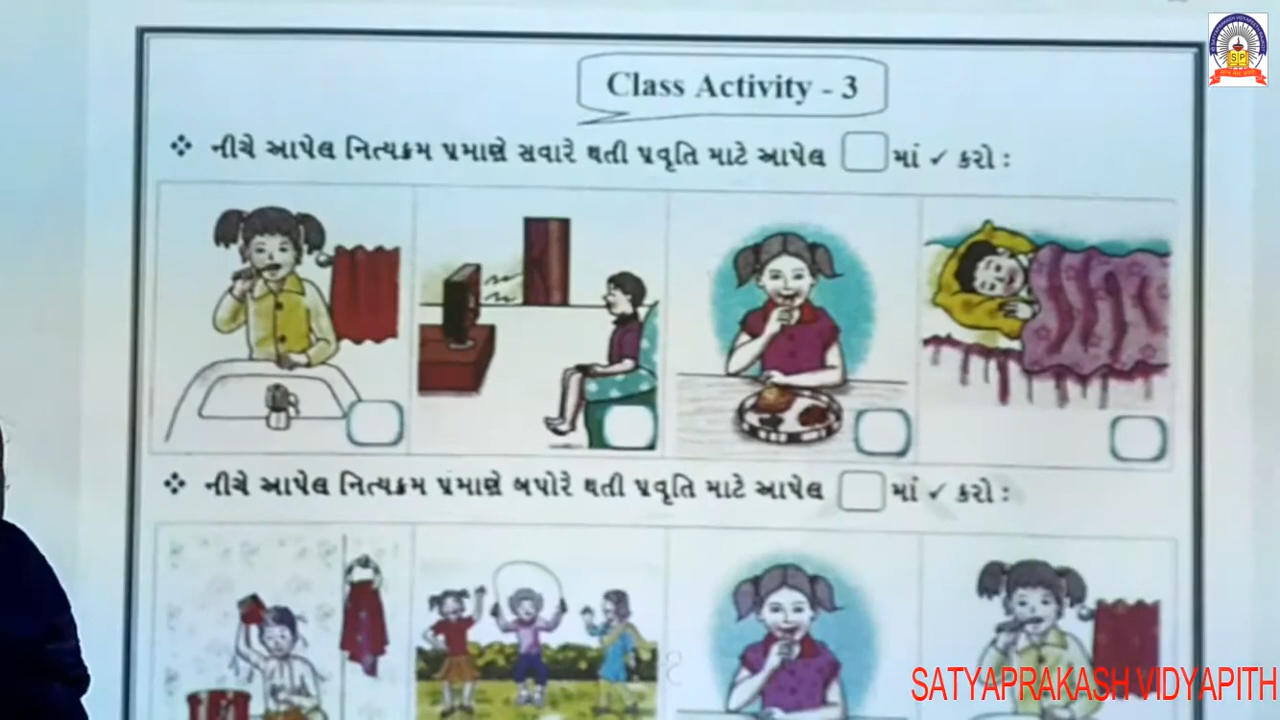 Class Activity - 3
❖ નીચે આપેલ નિત્યક્રમ પ્રમાણે સવારે થતી પ્રવૃતિ માટે આપેલ માં ✓ કરો :
❖ નીચે આપેલ નિત્યક્રમ પ્રમાણે બપોરે થતી પ્રવૃતિ માટે આપેલ માં ✓ કરો :
SATYAPRAKASH VIDYAPITH